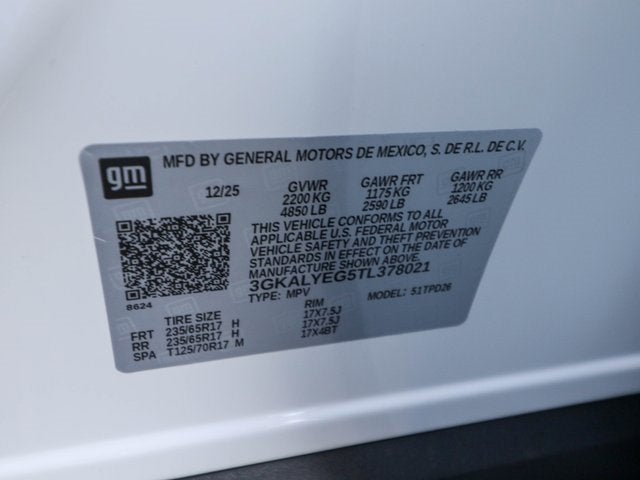 gm
MFD BY GENERAL MOTORS DE MEXICO, S. DE R.L. DE C.V.
12/25 GVWR GAWR FRT GAWR RR
2200 KG 1175 KG 1200 KG
4850 LB 2590 LB 2645 LB
THIS VEHICLE CONFORMS TO ALL
APPLICABLE U.S. FEDERAL MOTOR
VEHICLE SAFETY AND THEFT PREVENTION
STANDARDS IN EFFECT ON THE DATE OF
MANUFACTURE SHOWN ABOVE.
3GKALYEG5TL378021
8624
TYPE: MPV MODEL: 51TPD26
TIRE SIZE RIM
FRT 235/65R17 H 17X7.5J
RR 235/65R17 H 17X7.5J
SPA T125/70R17 M 17X4BT